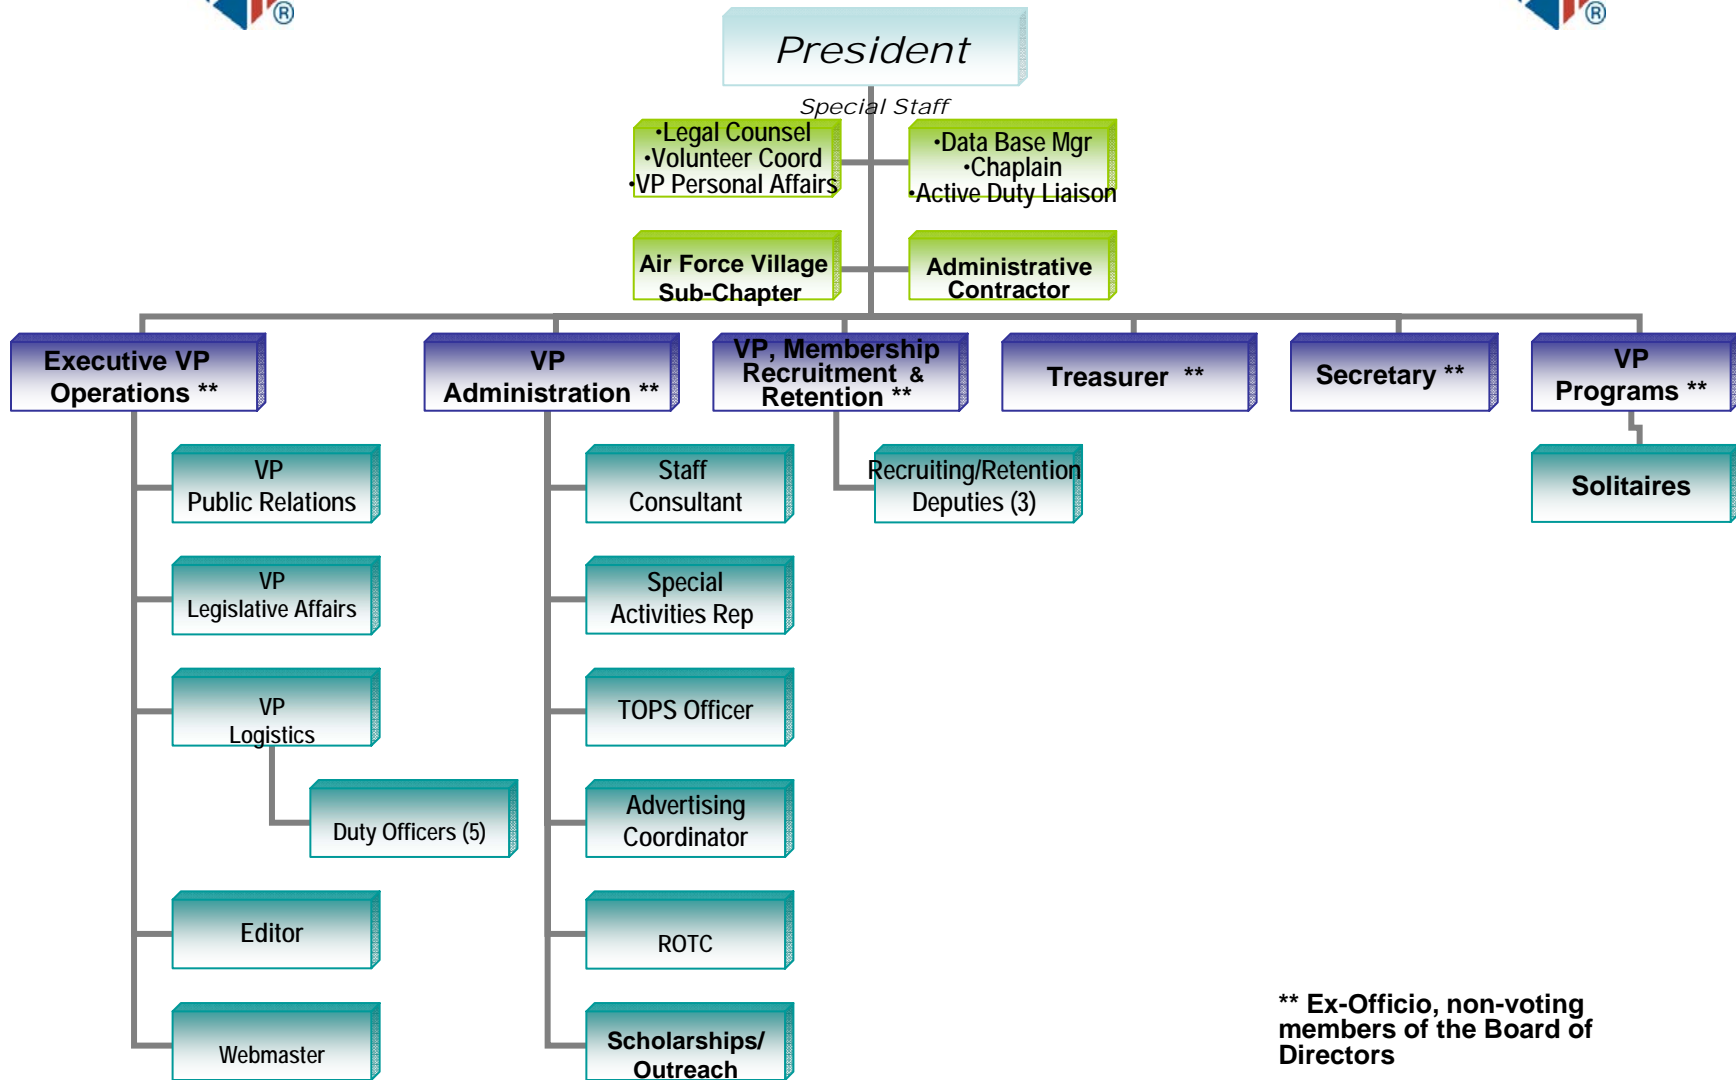 ®
®
President
Special Staff
•Legal Counsel
•Volunteer Coord
•VP Personal Affairs
•Data Base Mgr
•Chaplain
•Active Duty Liaison
Air Force Village
Sub-Chapter
Administrative
Contractor
Executive VP
Operations **
VP
Administration **
VP, Membership
Recruitment &
Retention **
Treasurer **
Secretary **
VP
Programs **
VP
Public Relations
Staff
Consultant
Recruiting/Retention
Deputies (3)
Solitaires
VP
Legislative Affairs
Special
Activities Rep
VP
Logistics
TOPS Officer
Duty Officers (5)
Advertising
Coordinator
Editor
ROTC
Webmaster
Scholarships/
Outreach
** Ex-Officio, non-voting
members of the Board of
Directors